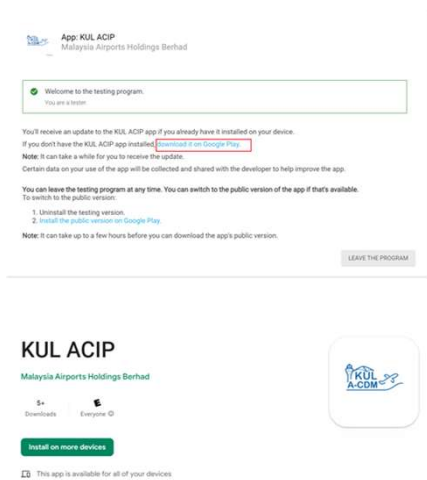 App: KUL ACIP
Malaysia Airports Holdings Berhad
Welcome to the testing program.
You are a tester
You'll receive an update to the KUL ACIP app if you already have it installed on your device.
If you don't have the KUL ACIP app installed, download it on Google Play.
Note: It can take a while for you to receive the update.
Certain data on your use of the app will be collected and shared with the developer to help improve the app.
You can leave the testing program at any time. You can switch to the public version of the app if that's available.
To switch to the public version:
1. Uninstall the testing version.
2. Install the public version on Google Play.
Note: It can take up to a few hours before you can download the app's public version.
LEAVE THE PROGRAM
KUL ACIP
Malaysia Airports Holdings Berhad
5+
Downloads
E
Everyone
Install on more devices
This app is available for all of your devices
KUL
A-CDM